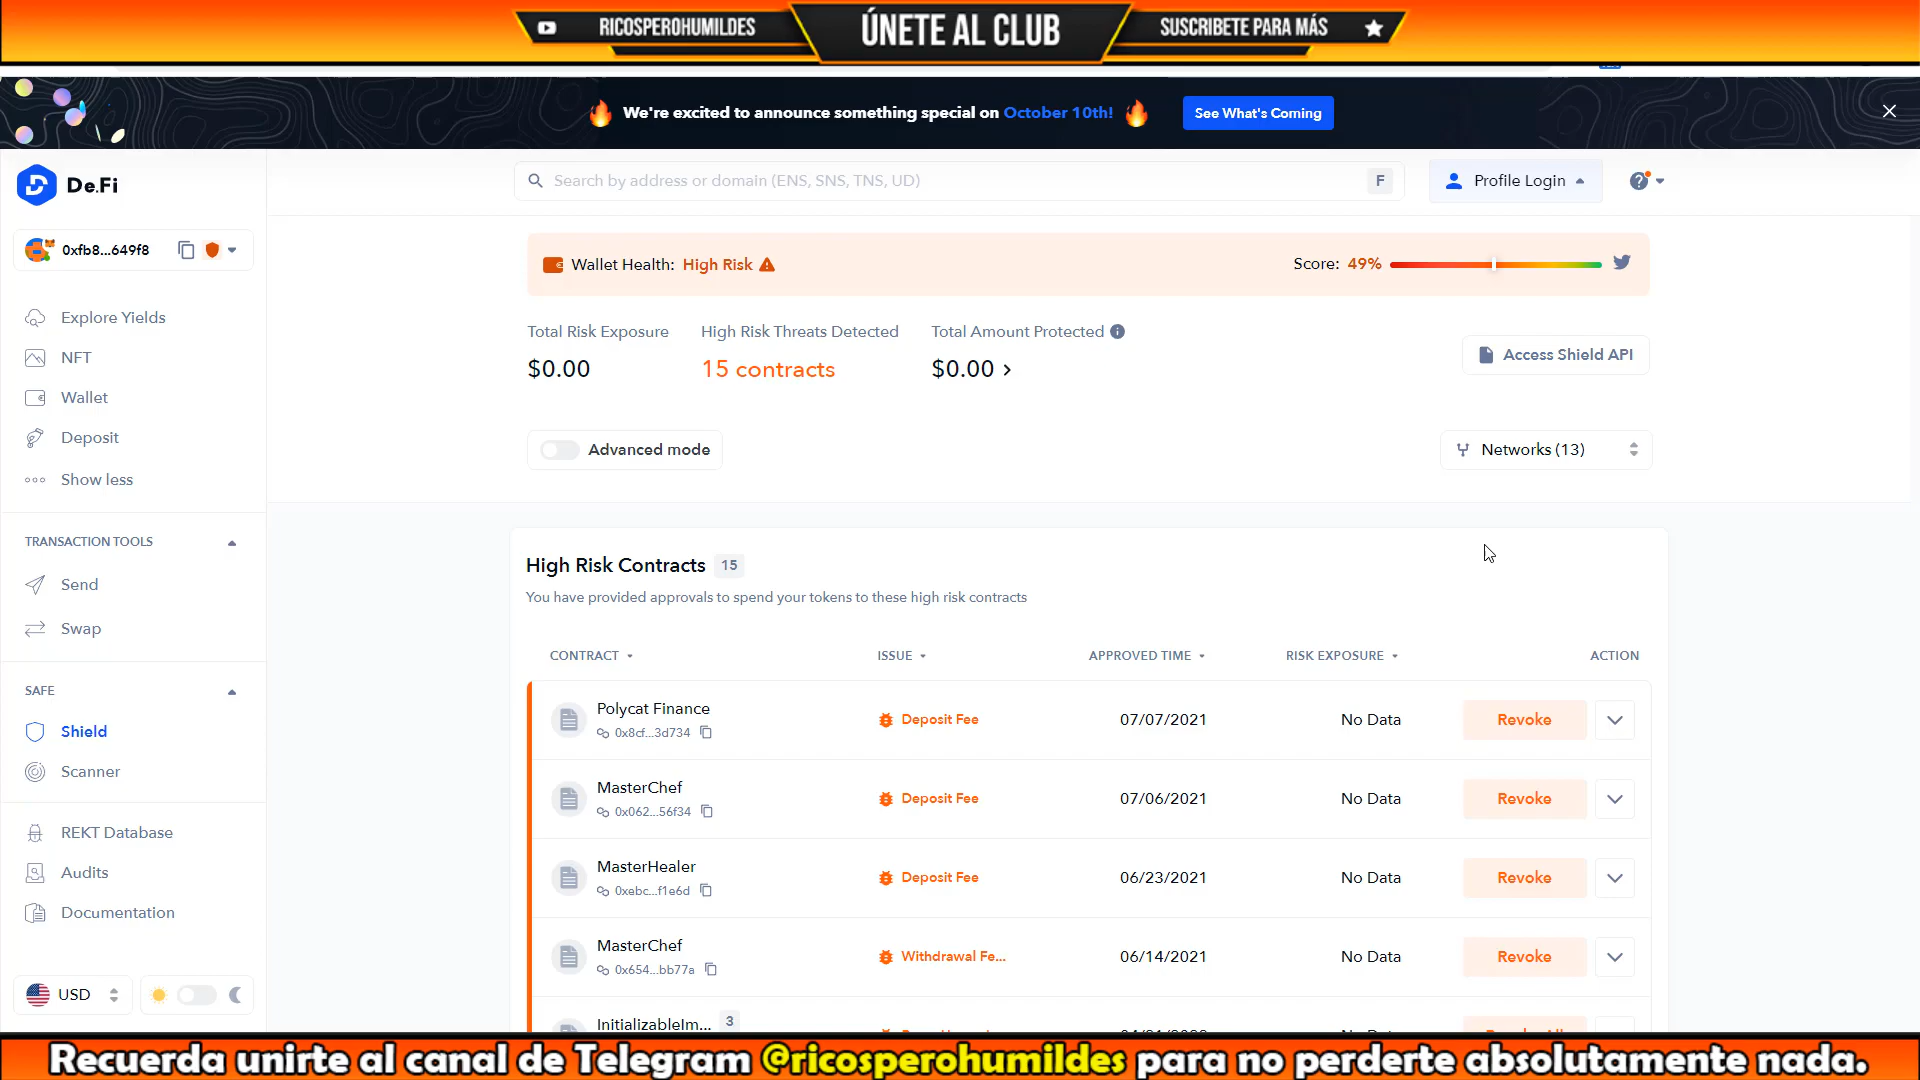 RICOSPEROHUMILDES
ÚNETE AL CLUB
SUSCRIBETE PARA MÁS
We're excited to announce something special on October 10th!
See What's Coming
De.Fi
Search by address or domain (ENS, SNS, TNS, UD)
F
Profile Login
0xfb8...649f8
Wallet Health: High Risk
Score: 49%
Explore Yields
NFT
Wallet
Deposit
Show less
Total Risk Exposure
$0.00
High Risk Threats Detected
15 contracts
Total Amount Protected
$0.00 ›
Access Shield API
Advanced mode
Networks (13)
TRANSACTION TOOLS
Send
Swap
SAFE
Shield
Scanner
REKT Database
Audits
Documentation
USD
High Risk Contracts 15
You have provided approvals to spend your tokens to these high risk contracts
CONTRACT ISSUE APPROVED TIME RISK EXPOSURE ACTION
Polycat Finance
0x8cf...3d734
Deposit Fee 07/07/2021 No Data Revoke
MasterChef
0x062...56f34
Deposit Fee 07/06/2021 No Data Revoke
MasterHealer
0xebc...f1e6d
Deposit Fee 06/23/2021 No Data Revoke
MasterChef
0x654...bb77a
Withdrawal Fe... 06/14/2021 No Data Revoke
InitializableIm... 3
Recuerda unirte al canal de Telegram @ricosperohumildes para no perderte absolutamente nada.